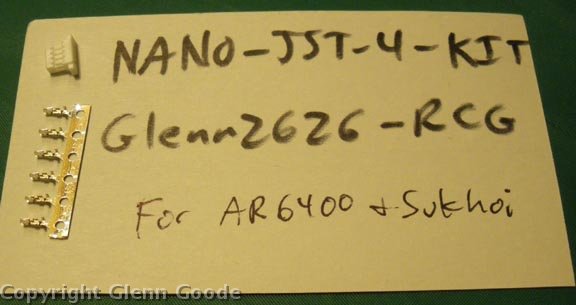 NANO-JST-4-KIT
Glenn2626-RCG
For AR6400 + Sukhoi
Copyright Glenn Goode